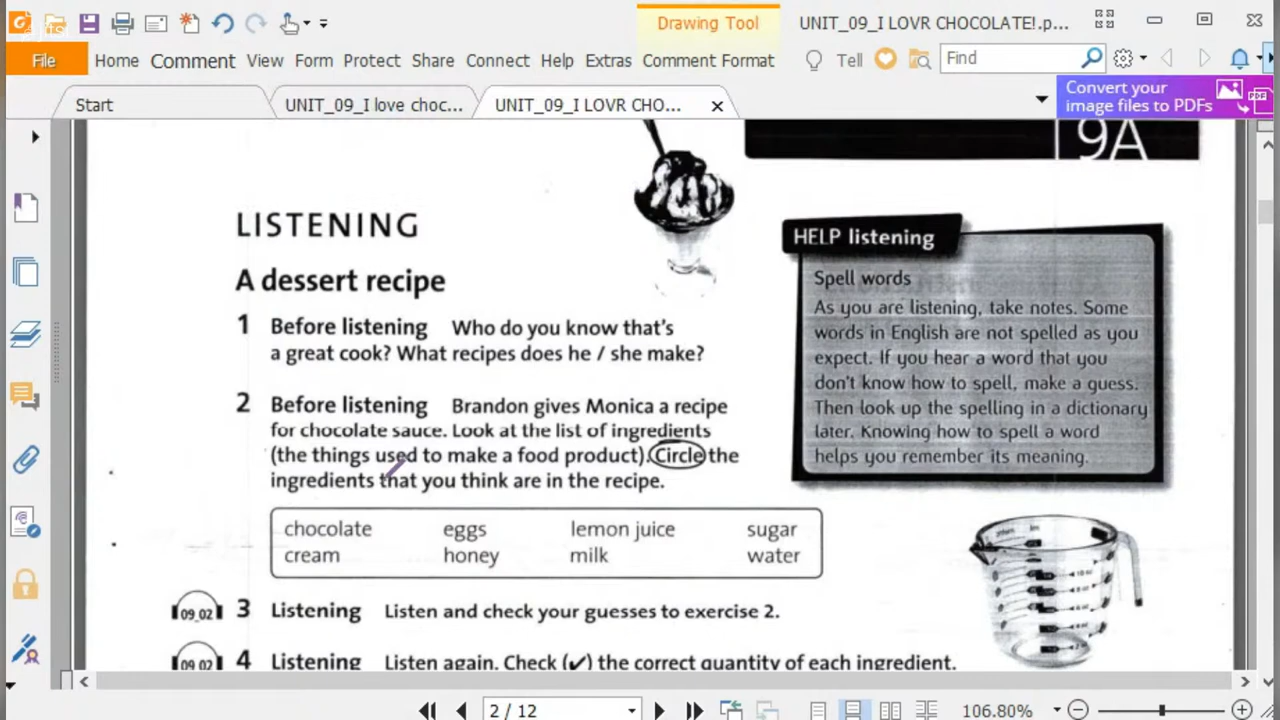 Drawing Tool
UNIT_09_I LOVR CHOCOLATE!.p...
File Home Comment View Form Protect Share Connect Help Extras Comment Format Tell Find
Start
UNIT_09_I love choc...
UNIT_09_I LOVR CHO...
Convert your
image files to PDFs
PDF
9A
LISTENING
A dessert recipe
1 Before listening Who do you know that's
a great cook? What recipes does he / she make?
2 Before listening Brandon gives Monica a recipe
for chocolate sauce. Look at the list of ingredients
(the things used to make a food product). Circle the
ingredients that you think are in the recipe.
chocolate eggs lemon juice sugar
cream honey milk water
09_02 3 Listening Listen and check your guesses to exercise 2.
09_02 4 Listening Listen again. Check (✔) the correct quantity of each ingredient.
HELP listening
Spell words
As you are listening, take notes. Some
words in English are not spelled as you
expect. If you hear a word that you
don't know how to spell, make a guess.
Then look up the spelling in a dictionary
later. Knowing how to spell a word
helps you remember its meaning.
2 / 12
106.80%